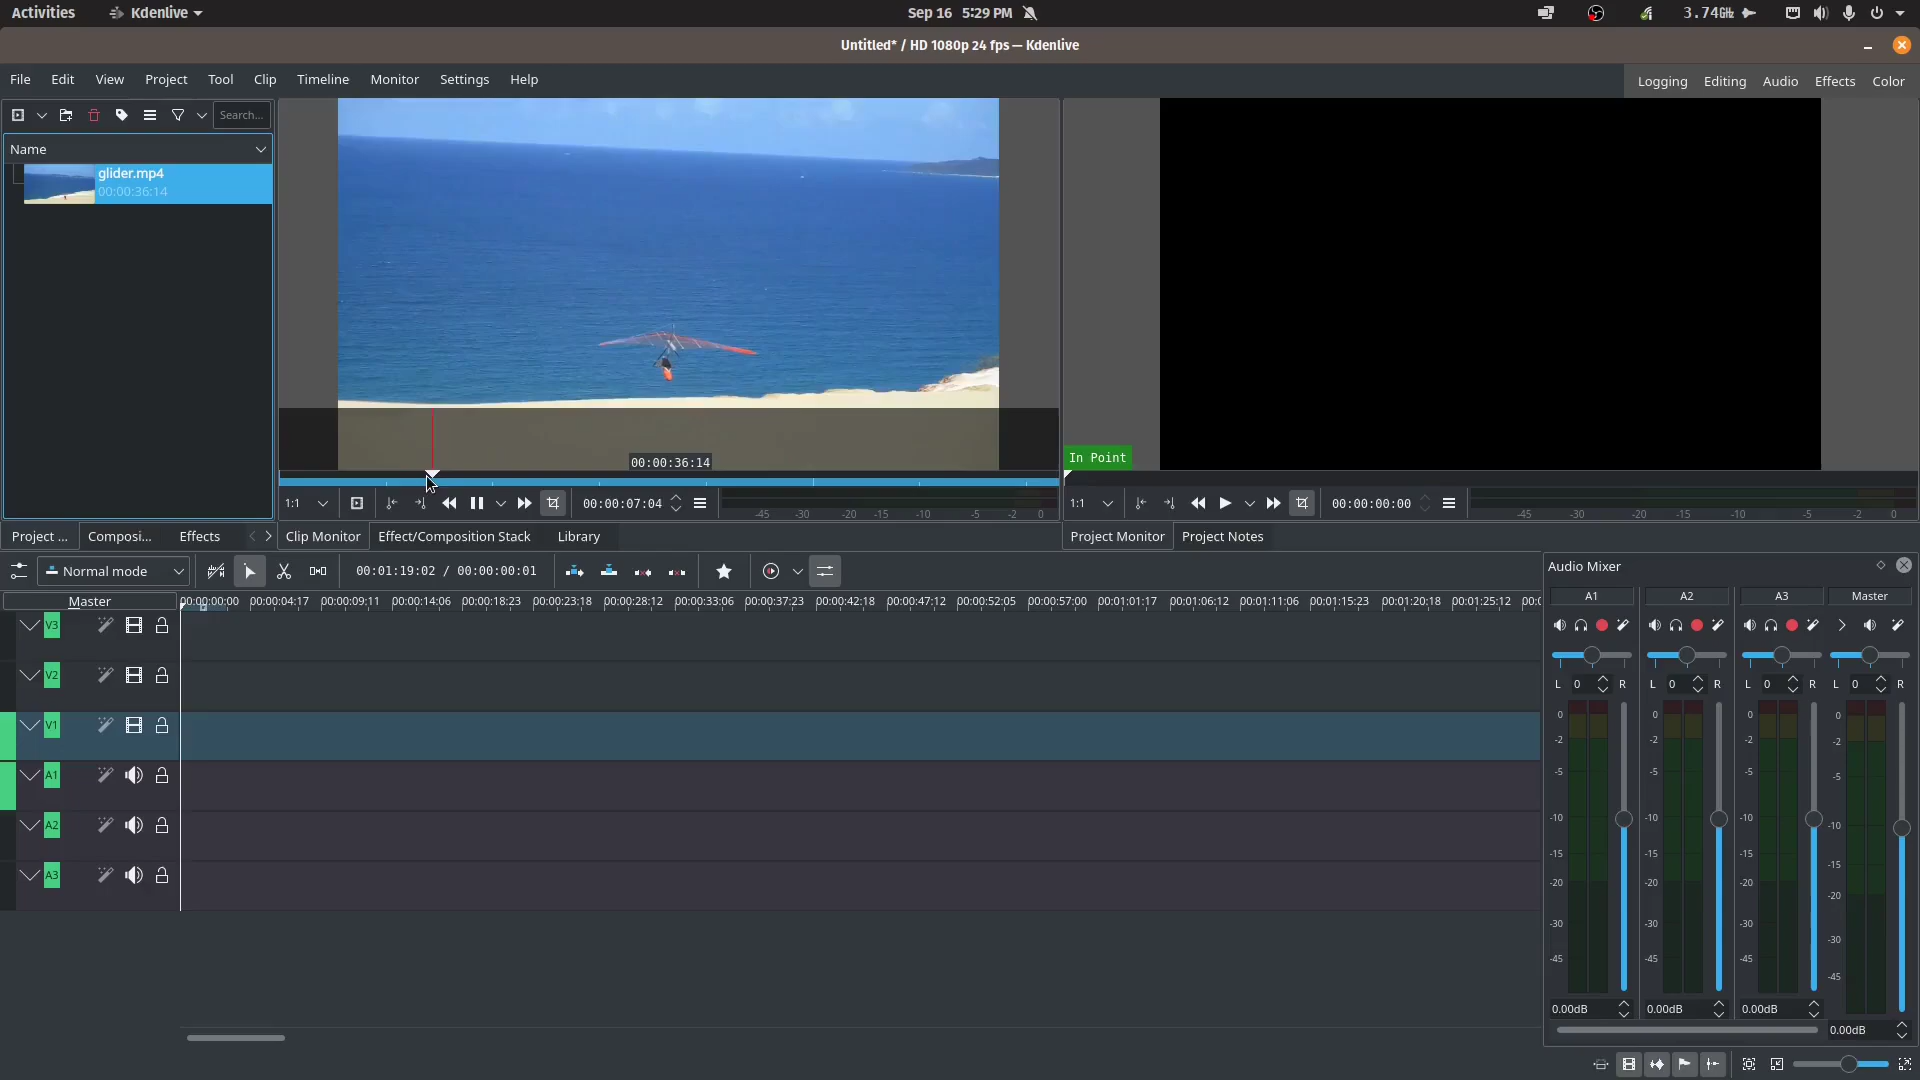 Activities Kdenlive Sep 16 5:29 PM 3.74GHz
Untitled* / HD 1080p 24 fps — Kdenlive
File Edit View Project Tool Clip Timeline Monitor Settings Help Logging Editing Audio Effects Color
Search...
Name
glider.mp4
00:00:36:14
In Point
00:00:36:14
1:1 00:00:07:04 -45 -30 -20 -15 -10 -5 -2 0 1:1 00:00:00:00 -45 -30 -20 -15 -10 -5 -2 0
Project ... Composi... Effects Clip Monitor Effect/Composition Stack Library Project Monitor Project Notes
Normal mode 00:01:19:02 / 00:00:00:01 Audio Mixer
Master 00:00:00:00 00:00:04:17 00:00:09:11 00:00:14:06 00:00:18:23 00:00:23:18 00:00:28:12 00:00:33:06 00:00:37:23 00:00:42:18 00:00:47:12 00:00:52:05 00:00:57:00 00:01:01:17 00:01:06:12 00:01:11:06 00:01:15:23 00:01:20:18 00:01:25:12 00:0
V3
V2
V1
A1
A2
A3
A1 A2 A3 Master
L 0 R L 0 R L 0 R L 0 R
0 0 0 0
-2 -2 -2 -2
-5 -5 -5 -5
-10 -10 -10 -10
-15 -15 -15 -15
-20 -20 -20 -20
-30 -30 -30 -30
-45 -45 -45 -45
0.00dB 0.00dB 0.00dB 0.00dB